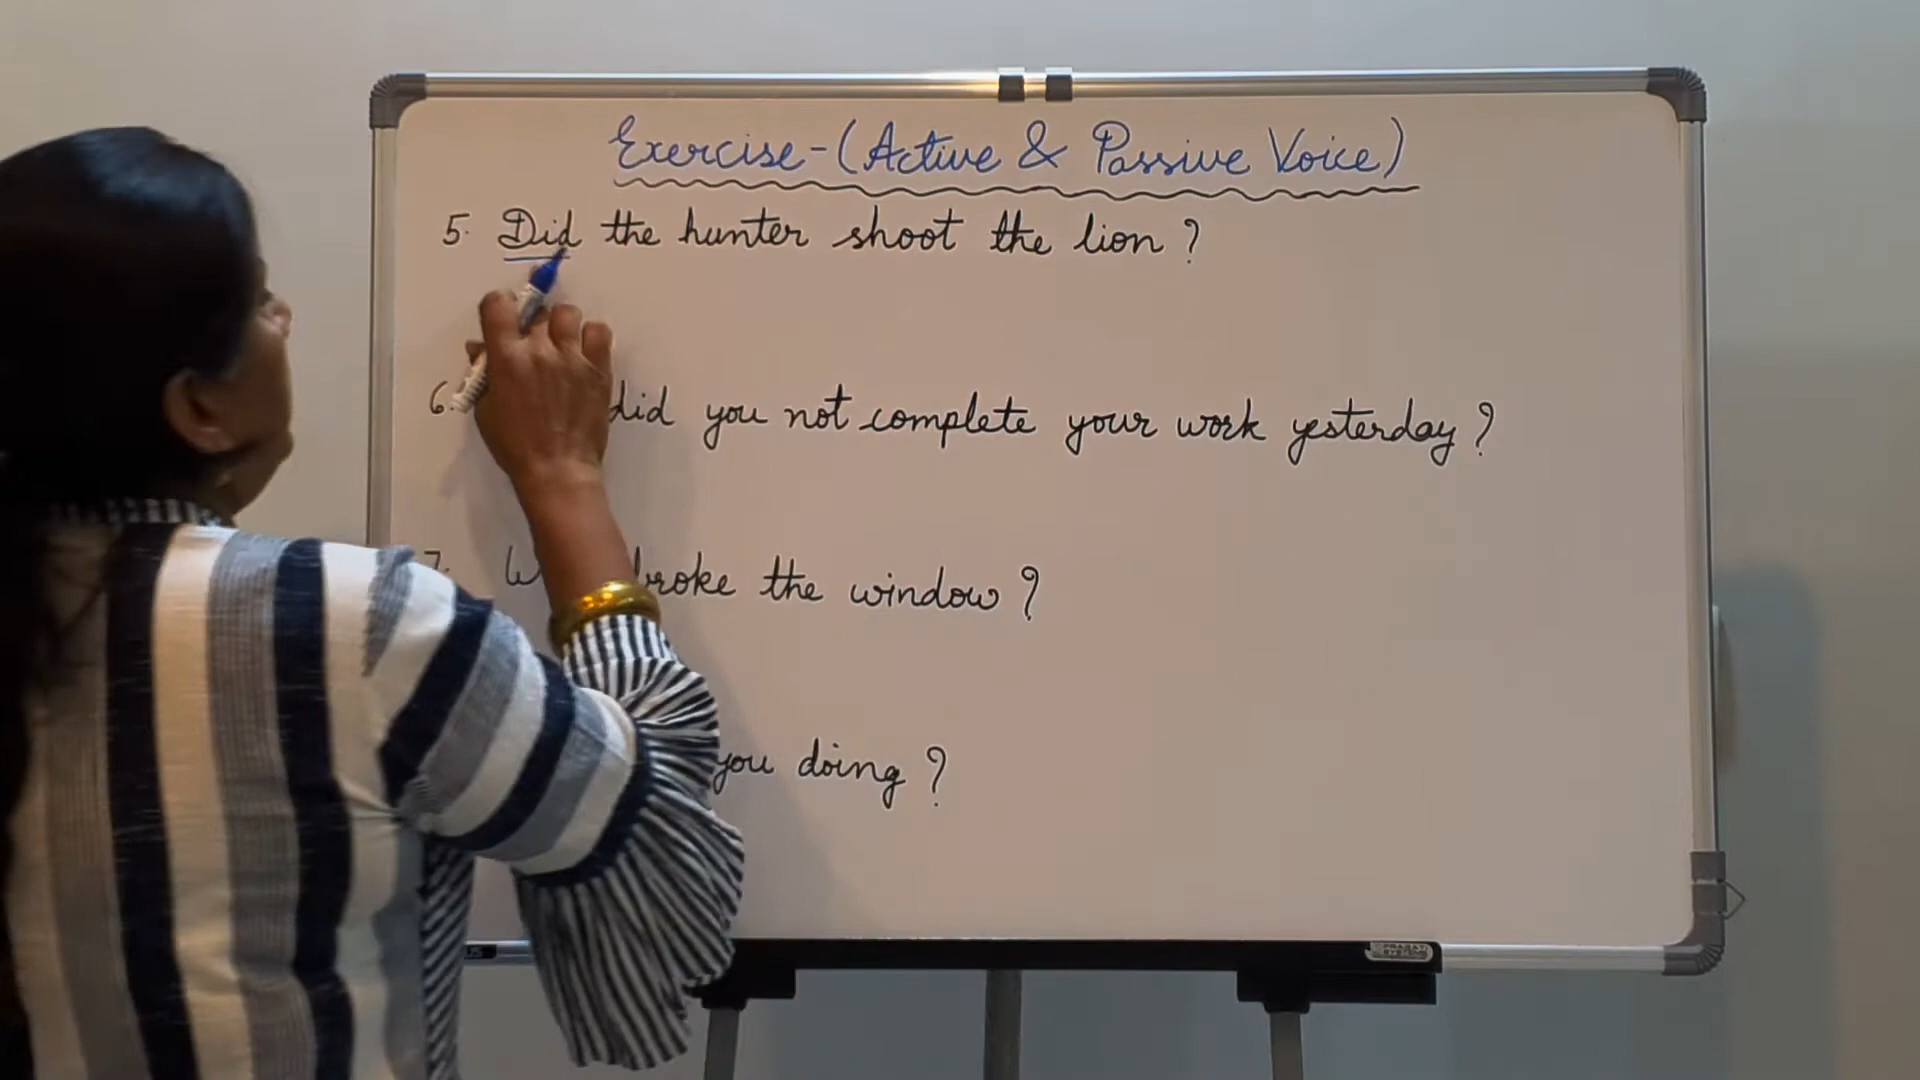 Exercise-(Active & Passive Voice)
5. Did the hunter shoot the lion ?
6. did you not complete your work yesterday ?
7. broke the window ?
you doing ?